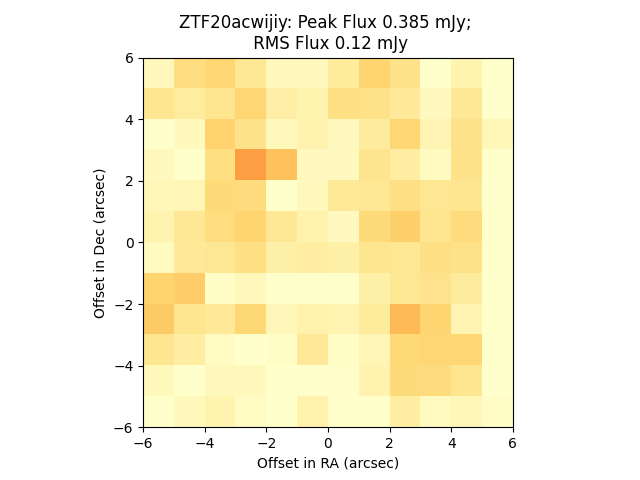 ZTF20acwijiy: Peak Flux 0.385 mJy;
RMS Flux 0.12 mJy
6
4
2
0
−2
−4
−6
Offset in Dec (arcsec)
−6 −4 −2 0 2 4 6
Offset in RA (arcsec)